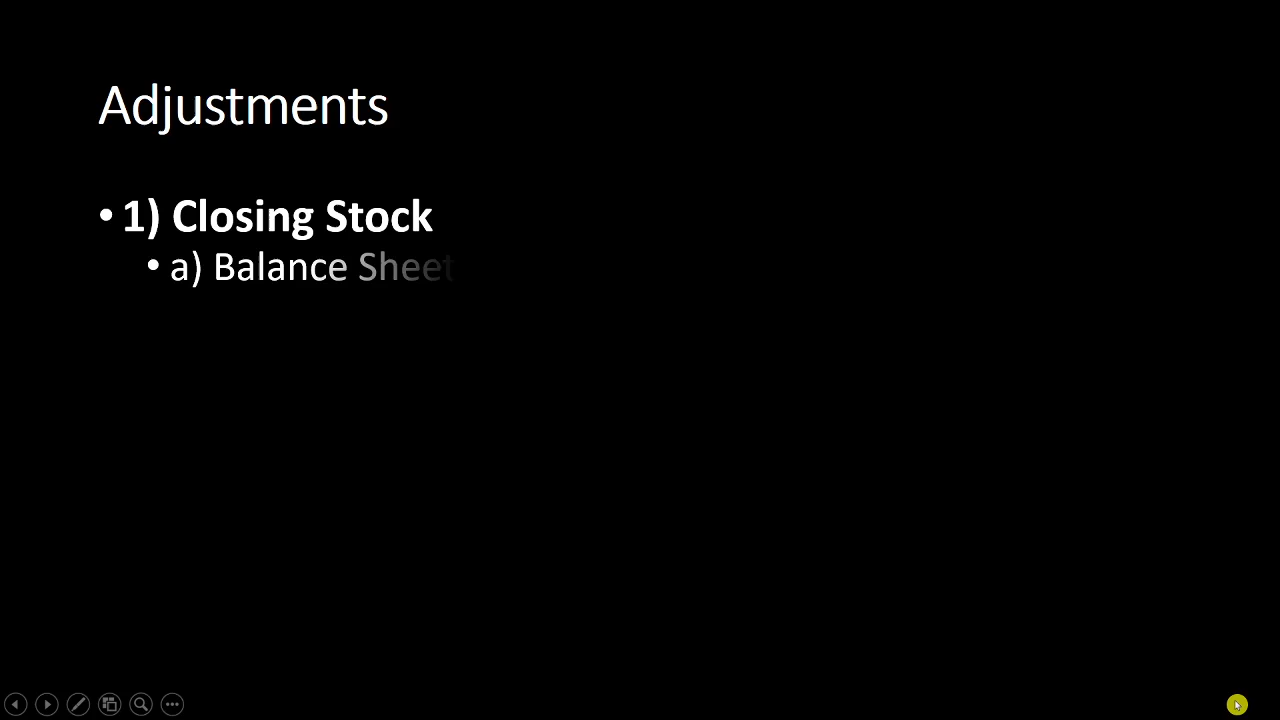 Adjustments
• 1) Closing Stock
• a) Balance Sheet